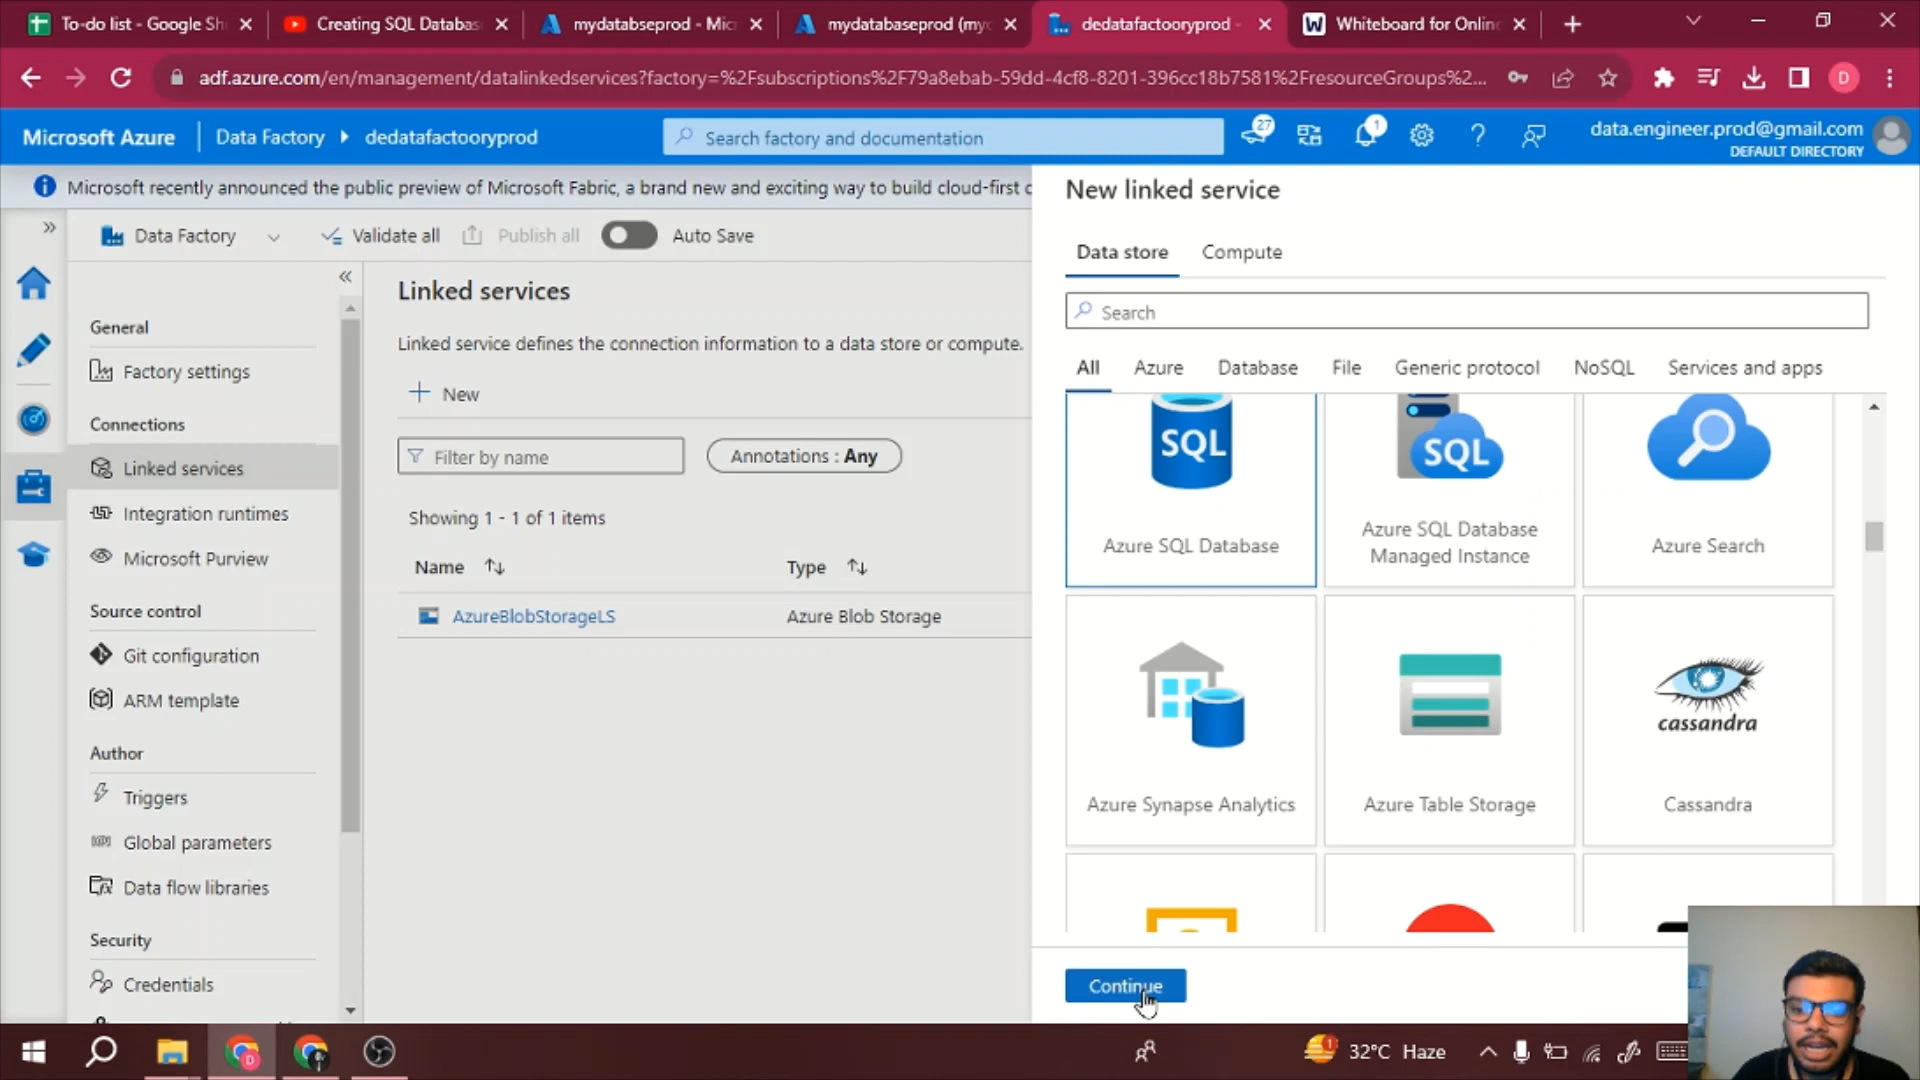 To-do list - Google Sh
Creating SQL Databas
mydatabseprod - Mic
mydatabaseprod (my
dedatafactooryprod -
Whiteboard for Onlin
adf.azure.com/en/management/datalinkedservices?factory=%2Fsubscriptions%2F79a8ebab-59dd-4cf8-8201-396cc18b7581%2FresourceGroups%2...
D
Microsoft Azure
Data Factory
dedatafactooryprod
Search factory and documentation
27
1
data.engineer.prod@gmail.com
DEFAULT DIRECTORY
Microsoft recently announced the public preview of Microsoft Fabric, a brand new and exciting way to build cloud-first
Data Factory
Validate all
Publish all
Auto Save
General
Factory settings
Connections
Linked services
Integration runtimes
Microsoft Purview
Source control
Git configuration
ARM template
Author
Triggers
Global parameters
Data flow libraries
Security
Credentials
Linked services
Linked service defines the connection information to a data store or compute.
New
Filter by name
Annotations : Any
Showing 1 - 1 of 1 items
Name
Type
AzureBlobStorageLS
Azure Blob Storage
New linked service
Data store
Compute
Search
All
Azure
Database
File
Generic protocol
NoSQL
Services and apps
SQL
SQL
Azure SQL Database
Azure SQL Database
Managed Instance
Azure Search
cassandra
Azure Synapse Analytics
Azure Table Storage
Cassandra
Continue
32°C Haze